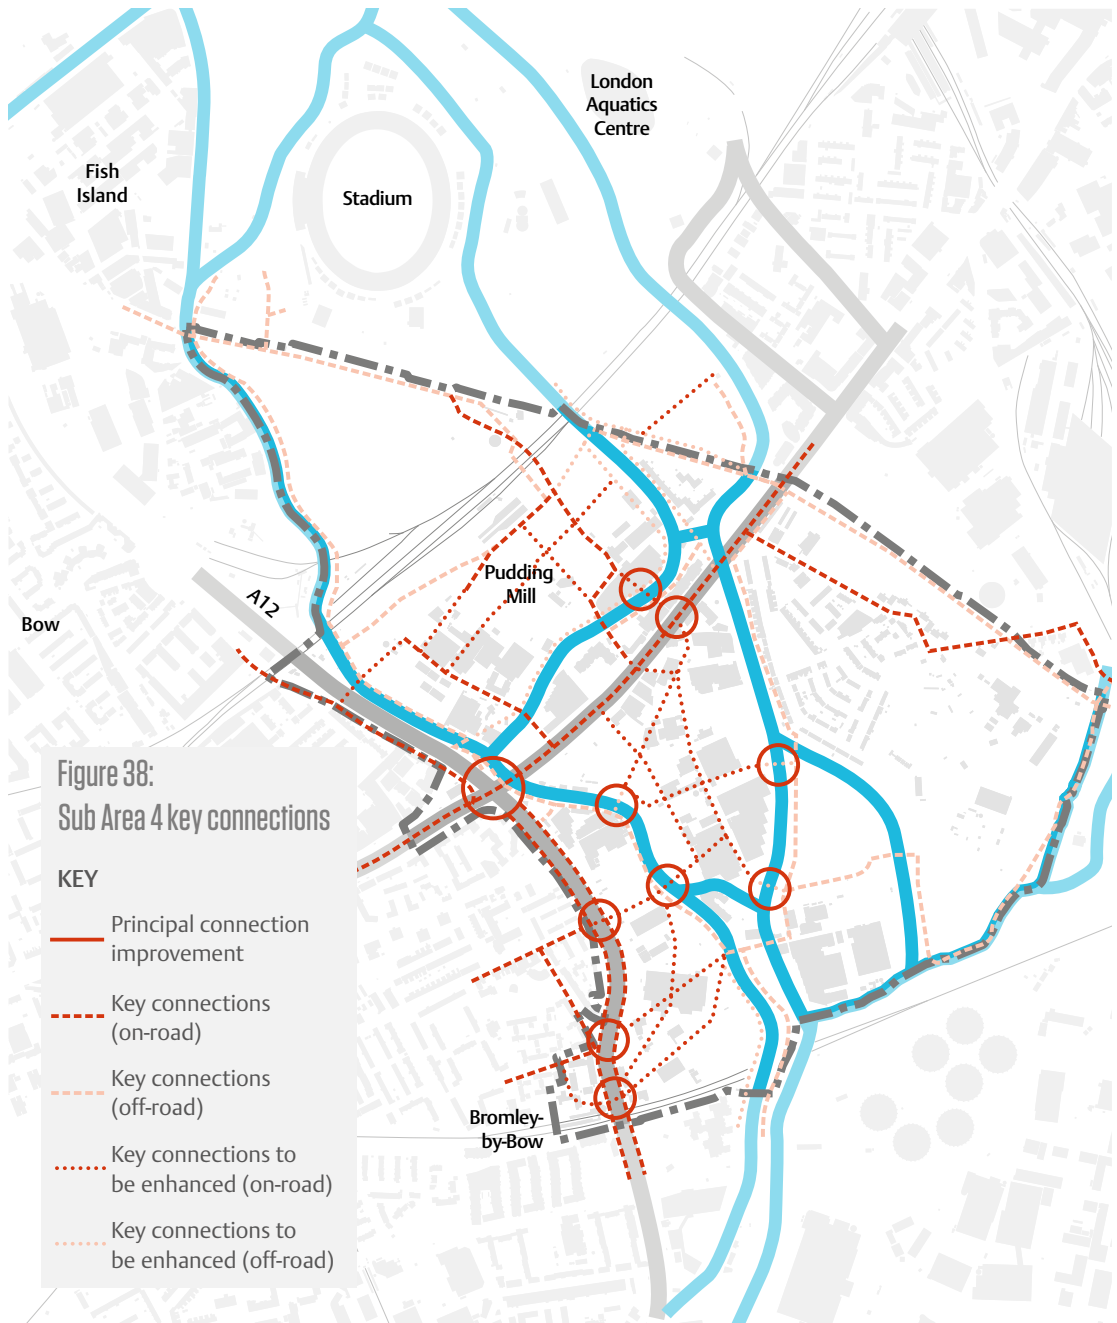 London
Aquatics
Centre
Fish
Island
Stadium
Pudding
Mill
A12
Bow
Figure 38:
Sub Area 4 key connections
KEY
Principal connection
improvement
Key connections
(on-road)
Key connections
(off-road)
Key connections to
be enhanced (on-road)
Key connections to
be enhanced (off-road)
Bromley-
by-Bow